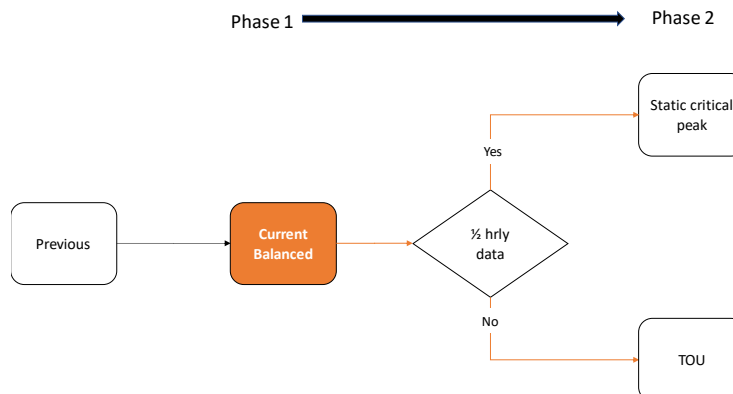 Phase 1
Phase 2
Static critical
peak
Yes
Previous
Current
Balanced
½ hrly
data
No
TOU